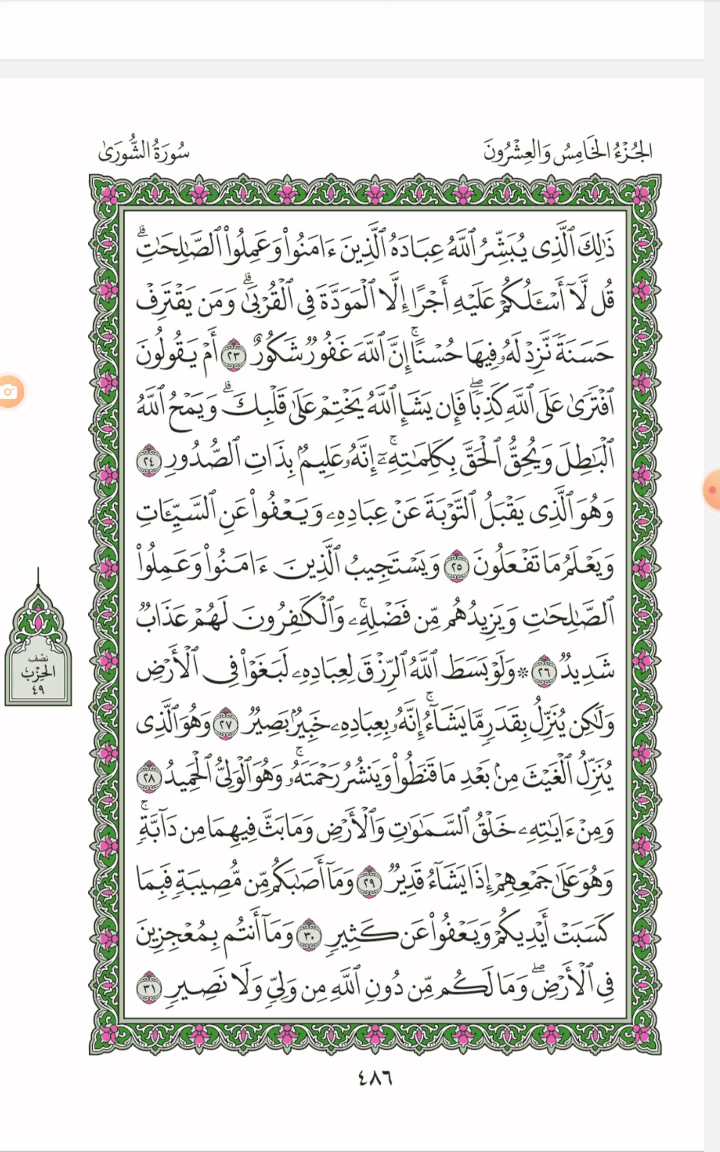 الجُزْءُ الخَامِسُ وَالعِشْرُونَ
سُورَةُ الشُّورَىٰ
ذَٰلِكَ ٱلَّذِى يُبَشِّرُ ٱللَّهُ عِبَادَهُ ٱلَّذِينَ ءَامَنُوا۟ وَعَمِلُوا۟ ٱلصَّـٰلِحَـٰتِۗ
قُل لَّآ أَسْـَٔلُكُمْ عَلَيْهِ أَجْرًا إِلَّا ٱلْمَوَدَّةَ فِى ٱلْقُرْبَىٰۗ وَمَن يَقْتَرِفْ
حَسَنَةً نَّزِدْ لَهُۥ فِيهَا حُسْنًاۚ إِنَّ ٱللَّهَ غَفُورٌ شَكُورٌ ٢٣ أَمْ يَقُولُونَ
ٱفْتَرَىٰ عَلَى ٱللَّهِ كَذِبًاۖ فَإِن يَشَإِ ٱللَّهُ يَخْتِمْ عَلَىٰ قَلْبِكَۗ وَيَمْحُ ٱللَّهُ
ٱلْبَـٰطِلَ وَيُحِقُّ ٱلْحَقَّ بِكَلِمَـٰتِهِۦٓۚ إِنَّهُۥ عَلِيمٌۢ بِذَاتِ ٱلصُّدُورِ ٢٤
وَهُوَ ٱلَّذِى يَقْبَلُ ٱلتَّوْبَةَ عَنْ عِبَادِهِۦ وَيَعْفُوا۟ عَنِ ٱلسَّيِّـَٔاتِ
وَيَعْلَمُ مَا تَفْعَلُونَ ٢٥ وَيَسْتَجِيبُ ٱلَّذِينَ ءَامَنُوا۟ وَعَمِلُوا۟
ٱلصَّـٰلِحَـٰتِ وَيَزِيدُهُم مِّن فَضْلِهِۦۚ وَٱلْكَـٰفِرُونَ لَهُمْ عَذَابٌ
شَدِيدٌ ٢٦ ۞ وَلَوْ بَسَطَ ٱللَّهُ ٱلرِّزْقَ لِعِبَادِهِۦ لَبَغَوْا۟ فِى ٱلْأَرْضِ
وَلَـٰكِن يُنَزِّلُ بِقَدَرٍ مَّا يَشَآءُۚ إِنَّهُۥ بِعِبَادِهِۦ خَبِيرٌۢ بَصِيرٌ ٢٧ وَهُوَ ٱلَّذِى
يُنَزِّلُ ٱلْغَيْثَ مِنۢ بَعْدِ مَا قَنَطُوا۟ وَيَنشُرُ رَحْمَتَهُۥۚ وَهُوَ ٱلْوَلِىُّ ٱلْحَمِيدُ ٢٨
وَمِنْ ءَايَـٰتِهِۦ خَلْقُ ٱلسَّمَـٰوَٰتِ وَٱلْأَرْضِ وَمَا بَثَّ فِيهِمَا مِن دَآبَّةٍۚ
وَهُوَ عَلَىٰ جَمْعِهِمْ إِذَا يَشَآءُ قَدِيرٌ ٢٩ وَمَآ أَصَـٰبَكُم مِّن مُّصِيبَةٍ فَبِمَا
كَسَبَتْ أَيْدِيكُمْ وَيَعْفُوا۟ عَن كَثِيرٍ ٣٠ وَمَآ أَنتُم بِمُعْجِزِينَ
فِى ٱلْأَرْضِۖ وَمَا لَكُم مِّن دُونِ ٱللَّهِ مِن وَلِىٍّ وَلَا نَصِيرٍ ٣١
نصف
الحزب
٤٩
٤٨٦